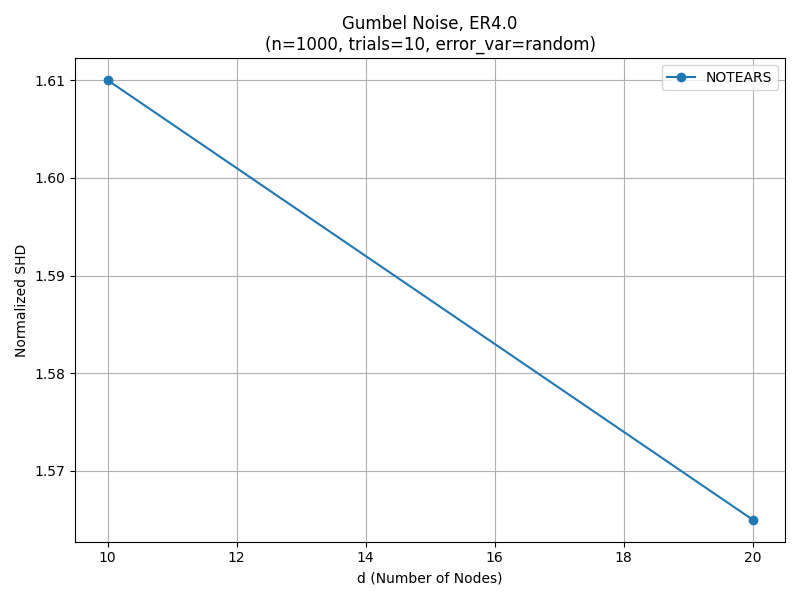 Gumbel Noise, ER4.0
(n=1000, trials=10, error_var=random)
NOTEARS
1.61
1.60
1.59
1.58
1.57
Normalized SHD
10 12 14 16 18 20
d (Number of Nodes)